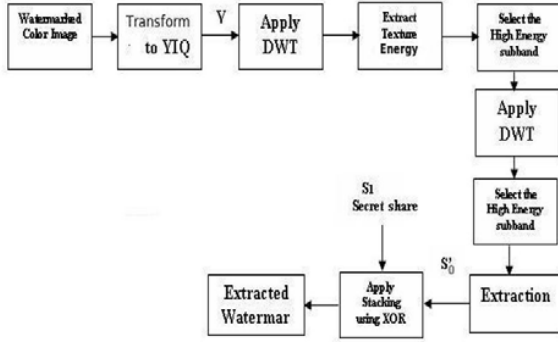 Watermarked
Color Image
Transform
to YIQ
Y
Apply
DWT
Extract
Texture
Energy
Select the
High Energy
subband
Apply
DWT
Select the
High Energy
subband
Extraction
S'0
S1
Secret share
Apply
Stacking
using XOR
Extracted
Watermar